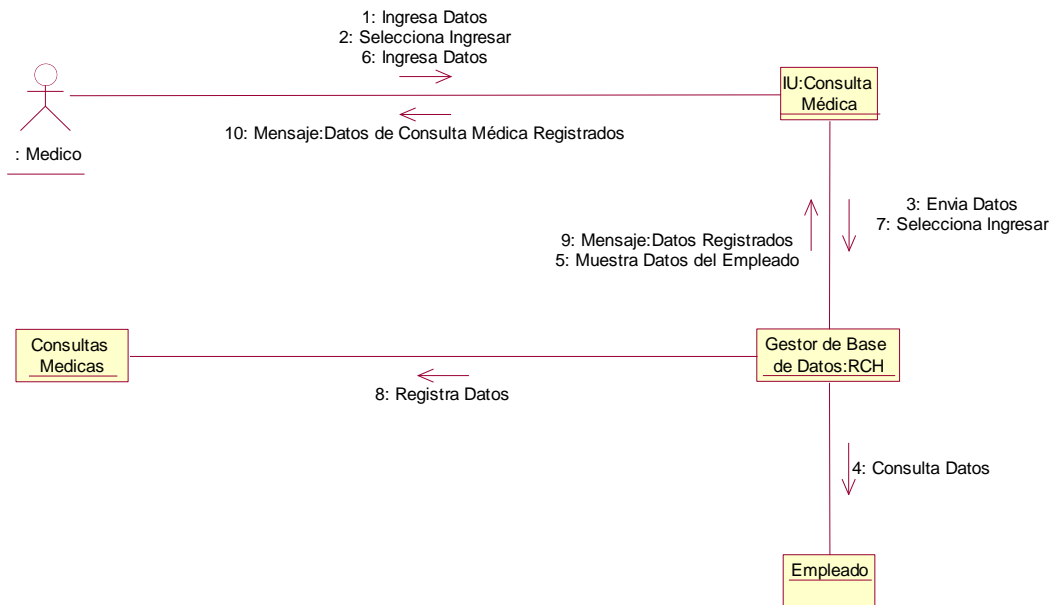 1: Ingresa Datos
2: Selecciona Ingresar
6: Ingresa Datos
IU:Consulta
Médica
10: Mensaje:Datos de Consulta Médica Registrados
: Medico
3: Envia Datos
7: Selecciona Ingresar
9: Mensaje:Datos Registrados
5: Muestra Datos del Empleado
Consultas
Medicas
Gestor de Base
de Datos:RCH
8: Registra Datos
4: Consulta Datos
Empleado